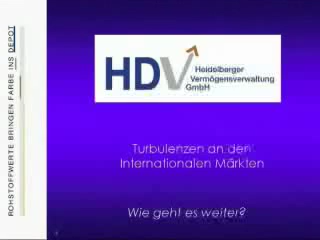 ROHSTOFFWERTE BRINGEN FARBE INS DEPOT
HDV Heidelberger
Vermögensverwaltung
GmbH
Turbulenzen an den
Internationalen Märkten
Wie geht es weiter?